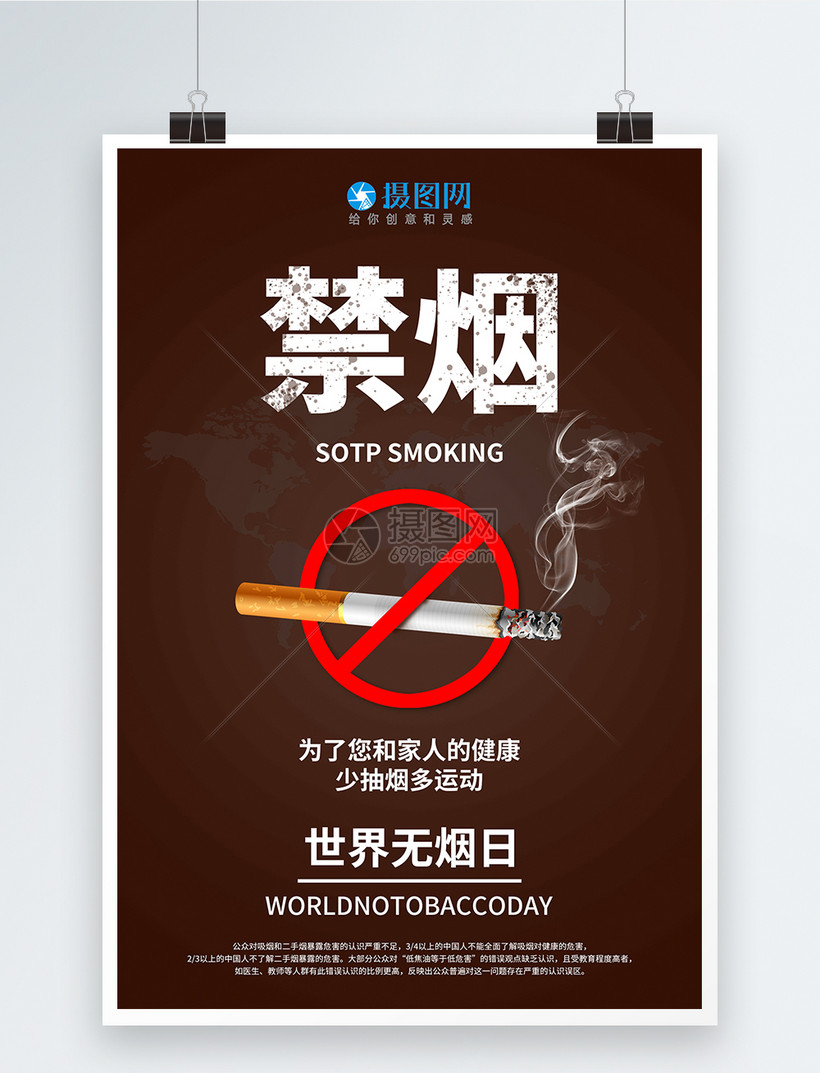 摄图网
给你创意和灵感
禁烟
SOTP SMOKING
摄图网
699pic.com
为了您和家人的健康
少抽烟多运动
世界无烟日
WORLDNOTOBACCODAY
公众对吸烟和二手烟暴露危害的认识严重不足，3/4以上的中国人不能全面了解吸烟对健康的危害，
2/3以上的中国人不了解二手烟暴露的危害。大部分公众对“低焦油等于低危害”的错误观点缺乏认识，且受教育程度高者，
如医生、教师等人群有此错误认识的比例更高，反映出公众普遍对这一问题存在严重的认识误区。